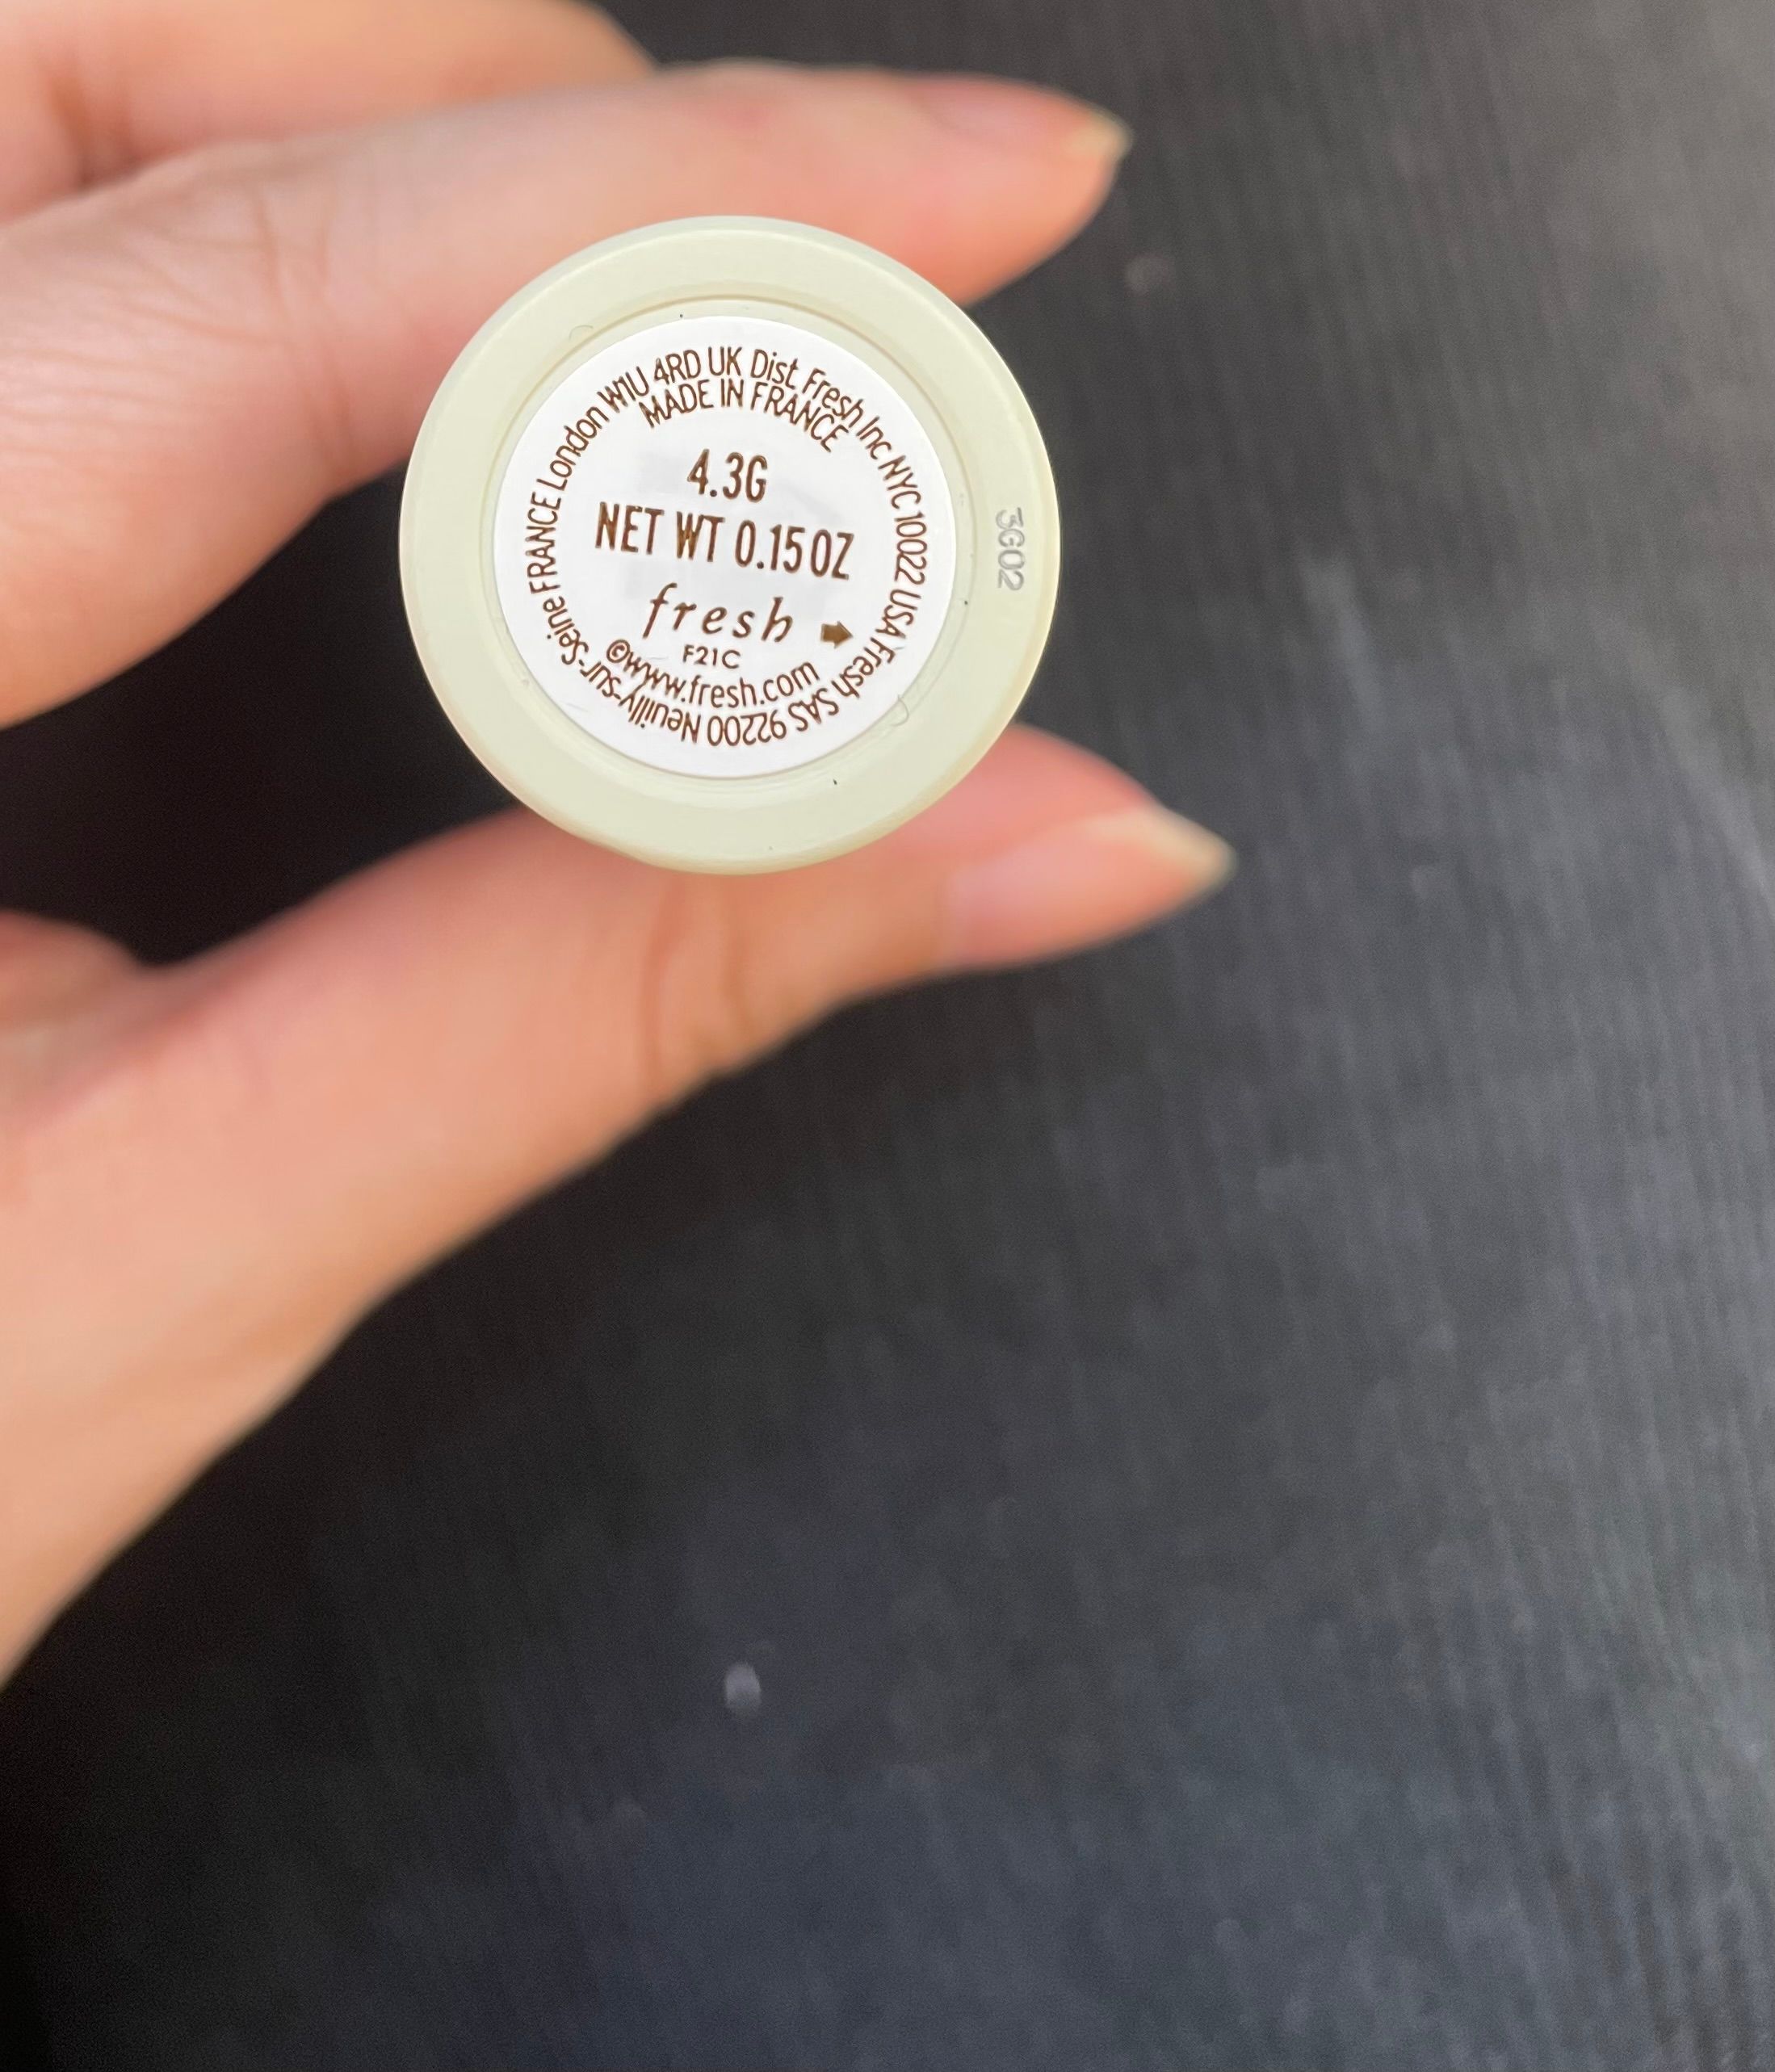 London W1U 4RD UK Dist. Fresh Inc NYC 10022 USA Fresh SAS 92200 Neuilly-sur-Seine FRANCE
MADE IN FRANCE
4.3G
NET WT 0.15 OZ
fresh
F21C
©www.fresh.com
3G02